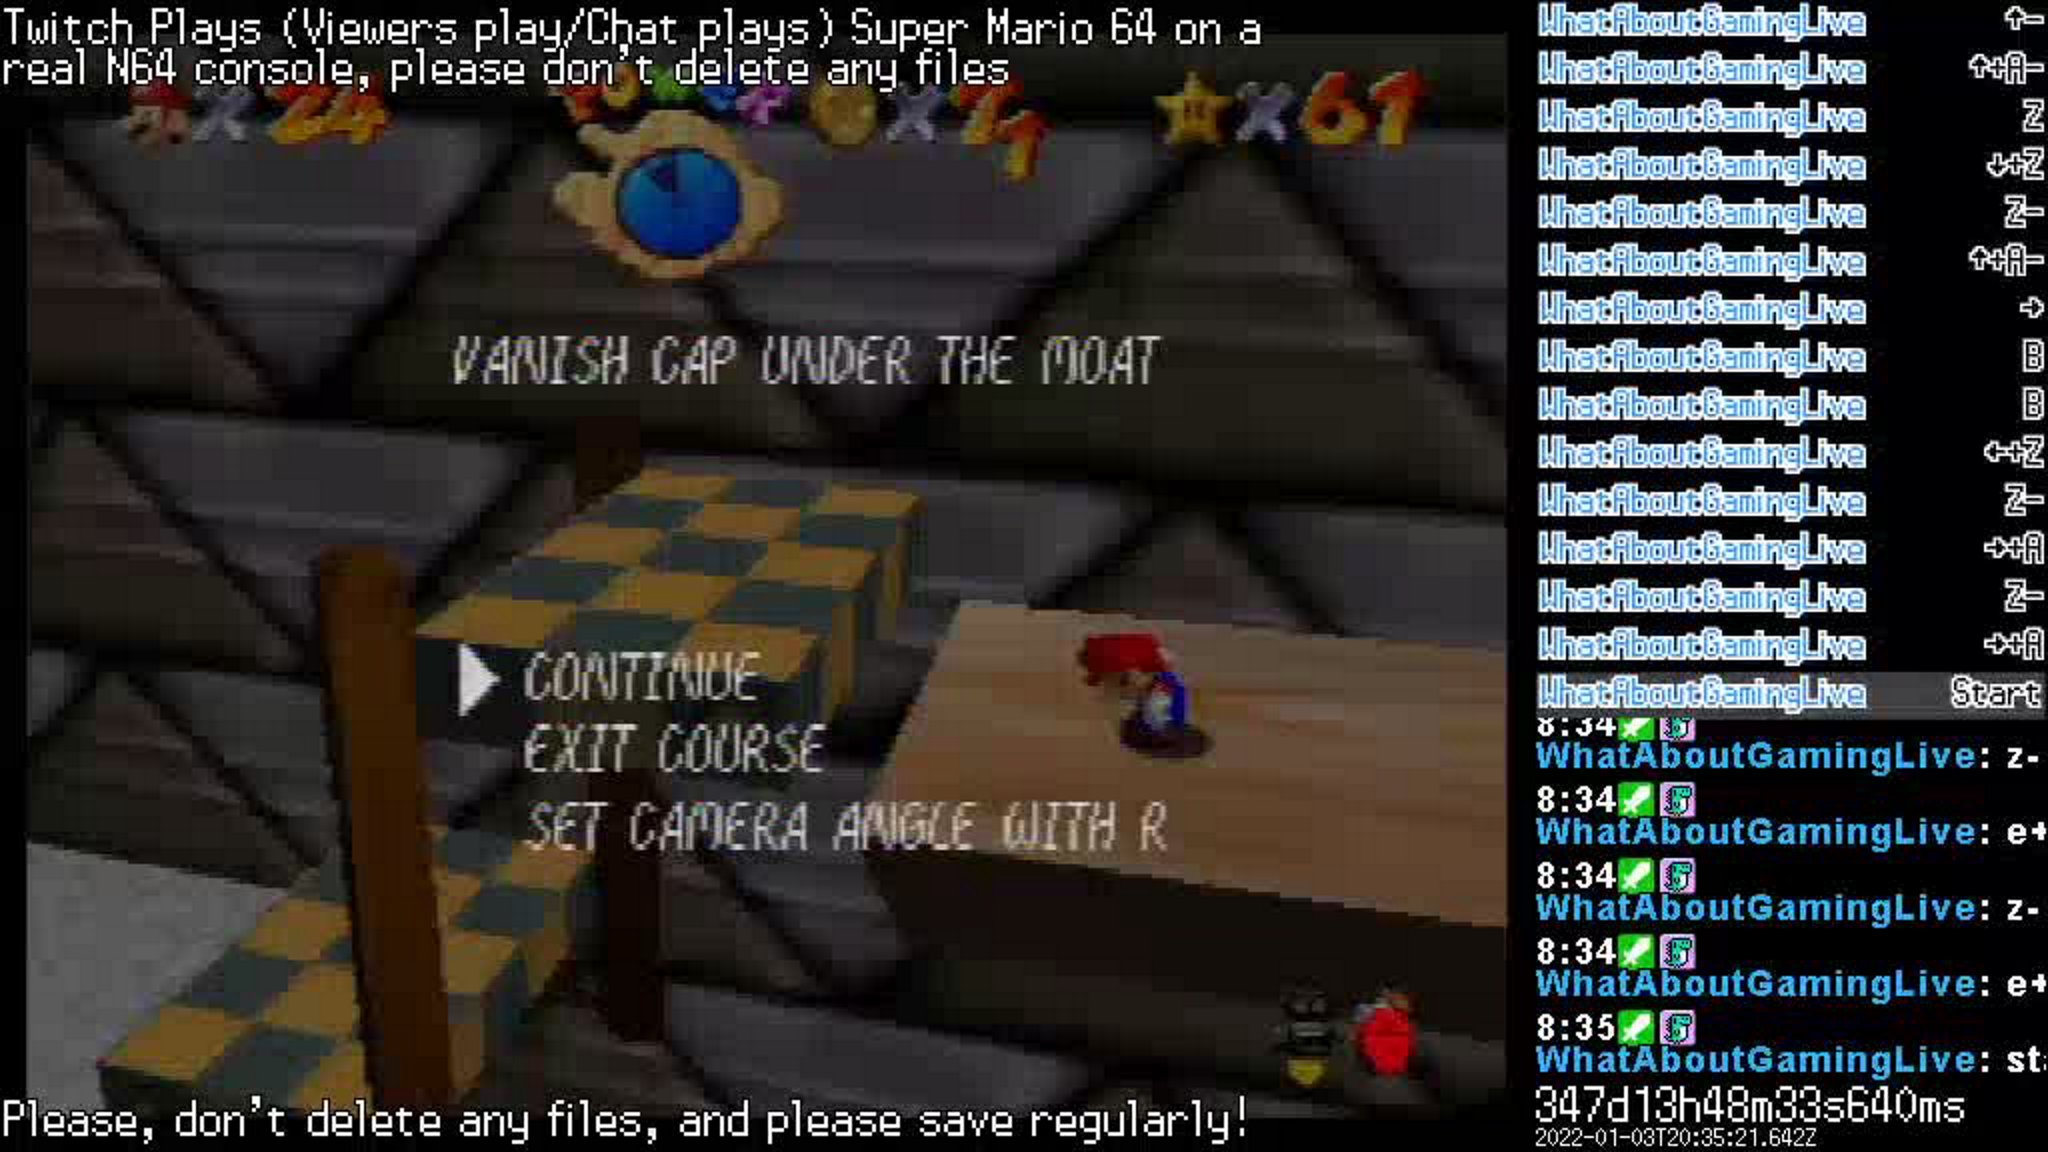 Twitch Plays (Viewers play/Chat plays) Super Mario 64 on a
real N64 console, please don't delete any files
×24
×14
×61
VANISH CAP UNDER THE MOAT
CONTINUE
EXIT COURSE
SET CAMERA ANGLE WITH R
Please, don't delete any files, and please save regularly!
WhatAboutGamingLive ↑-
WhatAboutGamingLive ↑+A-
WhatAboutGamingLive Z
WhatAboutGamingLive ↓+Z
WhatAboutGamingLive Z-
WhatAboutGamingLive ↑+A-
WhatAboutGamingLive →
WhatAboutGamingLive B
WhatAboutGamingLive B
WhatAboutGamingLive ←+Z
WhatAboutGamingLive Z-
WhatAboutGamingLive →+A
WhatAboutGamingLive Z-
WhatAboutGamingLive →+A
WhatAboutGamingLive Start
8:34
WhatAboutGamingLive: z-
8:34
WhatAboutGamingLive: e+
8:34
WhatAboutGamingLive: z-
8:34
WhatAboutGamingLive: e+
8:35
WhatAboutGamingLive: st
347d13h48m33s640ms
2022-01-03T20:35:21.642Z